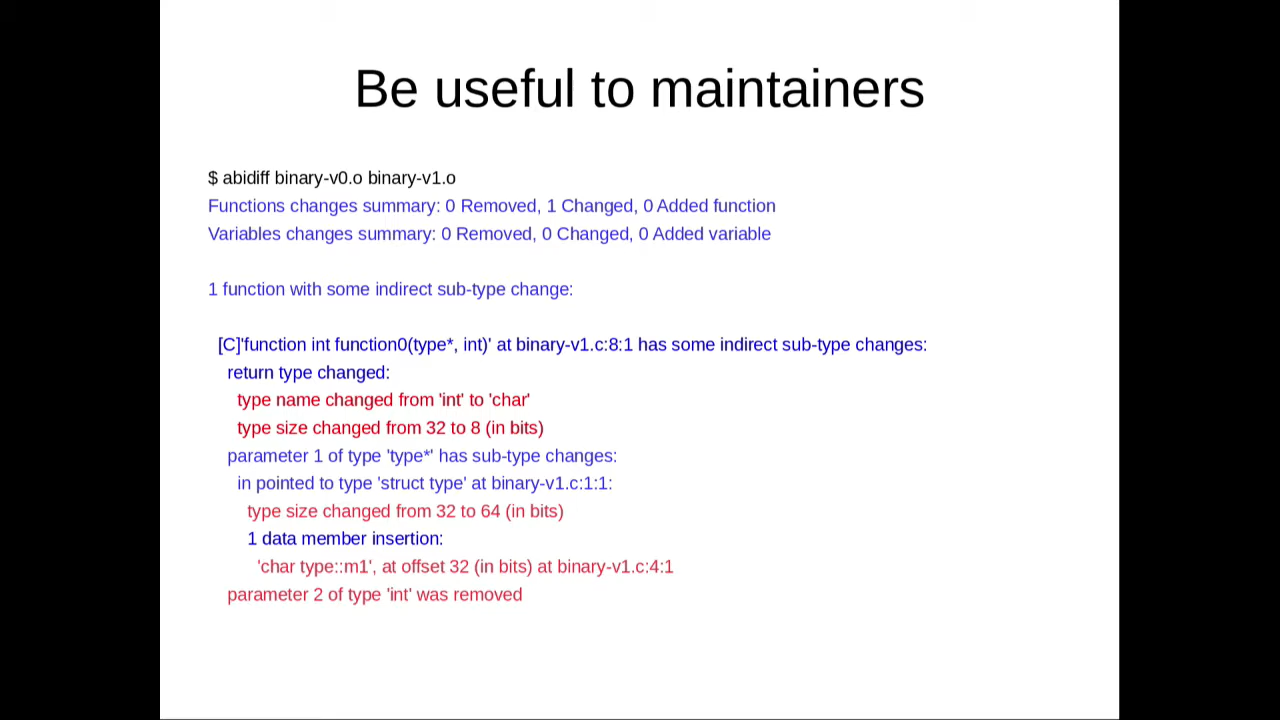 Be useful to maintainers
$ abidiff binary-v0.o binary-v1.o
Functions changes summary: 0 Removed, 1 Changed, 0 Added function
Variables changes summary: 0 Removed, 0 Changed, 0 Added variable
1 function with some indirect sub-type change:
[C]'function int function0(type*, int)' at binary-v1.c:8:1 has some indirect sub-type changes:
return type changed:
type name changed from 'int' to 'char'
type size changed from 32 to 8 (in bits)
parameter 1 of type 'type*' has sub-type changes:
in pointed to type 'struct type' at binary-v1.c:1:1:
type size changed from 32 to 64 (in bits)
1 data member insertion:
'char type::m1', at offset 32 (in bits) at binary-v1.c:4:1
parameter 2 of type 'int' was removed